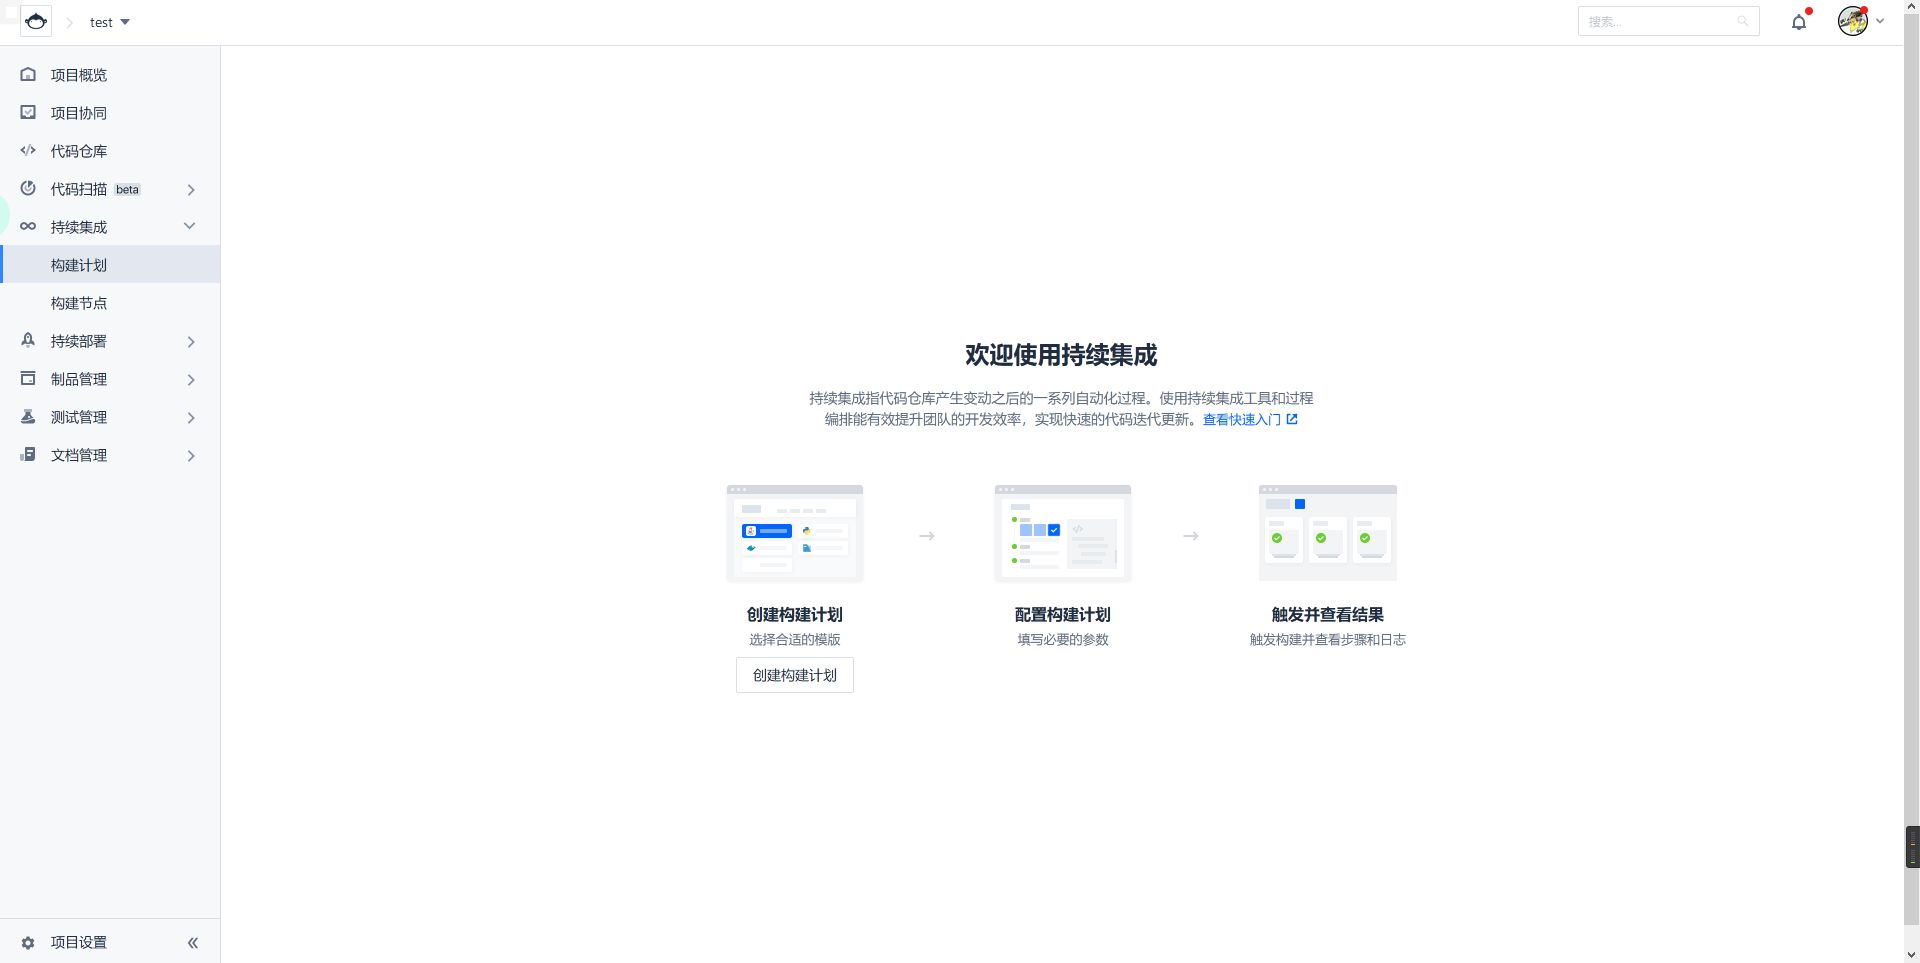 test
搜索...
项目概览
项目协同
代码仓库
代码扫描 beta
持续集成
构建计划
构建节点
持续部署
制品管理
测试管理
文档管理
项目设置
欢迎使用持续集成
持续集成指代码仓库产生变动之后的一系列自动化过程。使用持续集成工具和过程
编排能有效提升团队的开发效率，实现快速的代码迭代更新。查看快速入门
创建构建计划
选择合适的模版
创建构建计划
配置构建计划
填写必要的参数
触发并查看结果
触发构建并查看步骤和日志